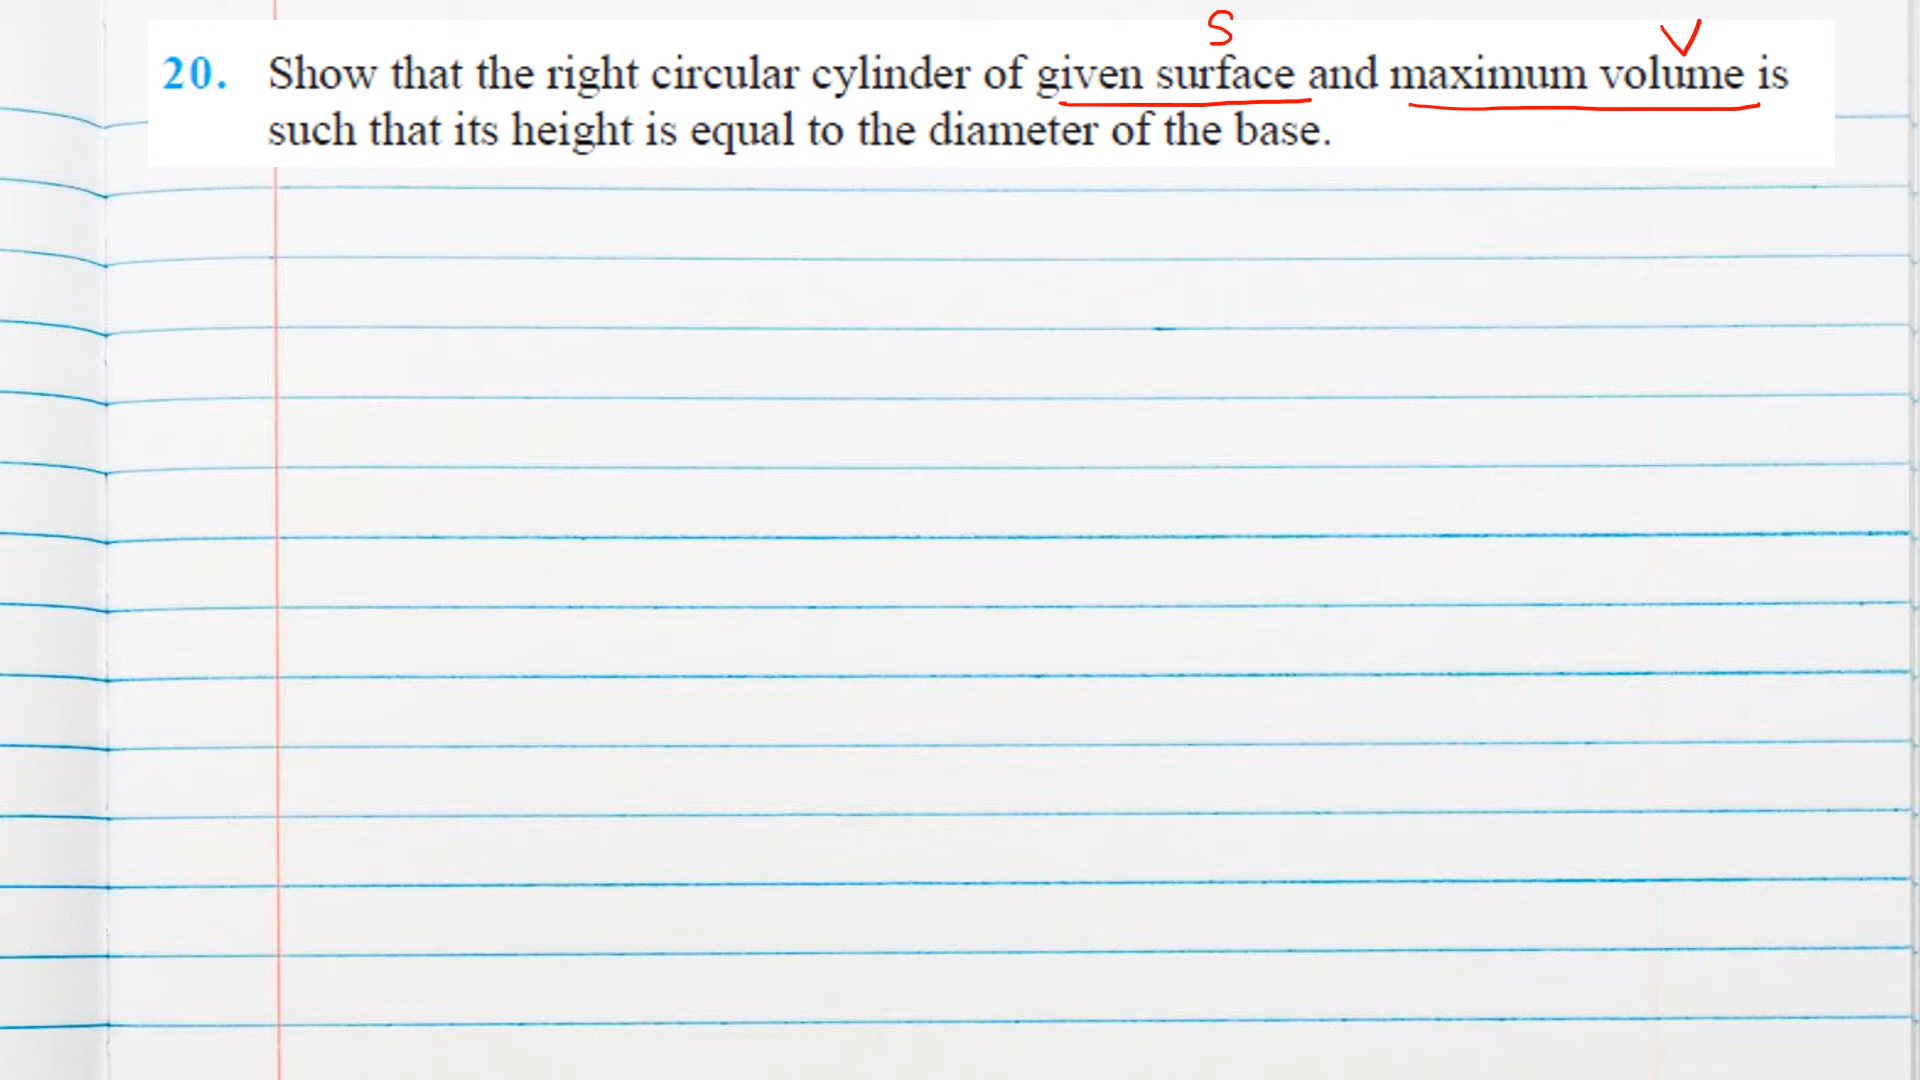 S V
20. Show that the right circular cylinder of given surface and maximum volume is
such that its height is equal to the diameter of the base.